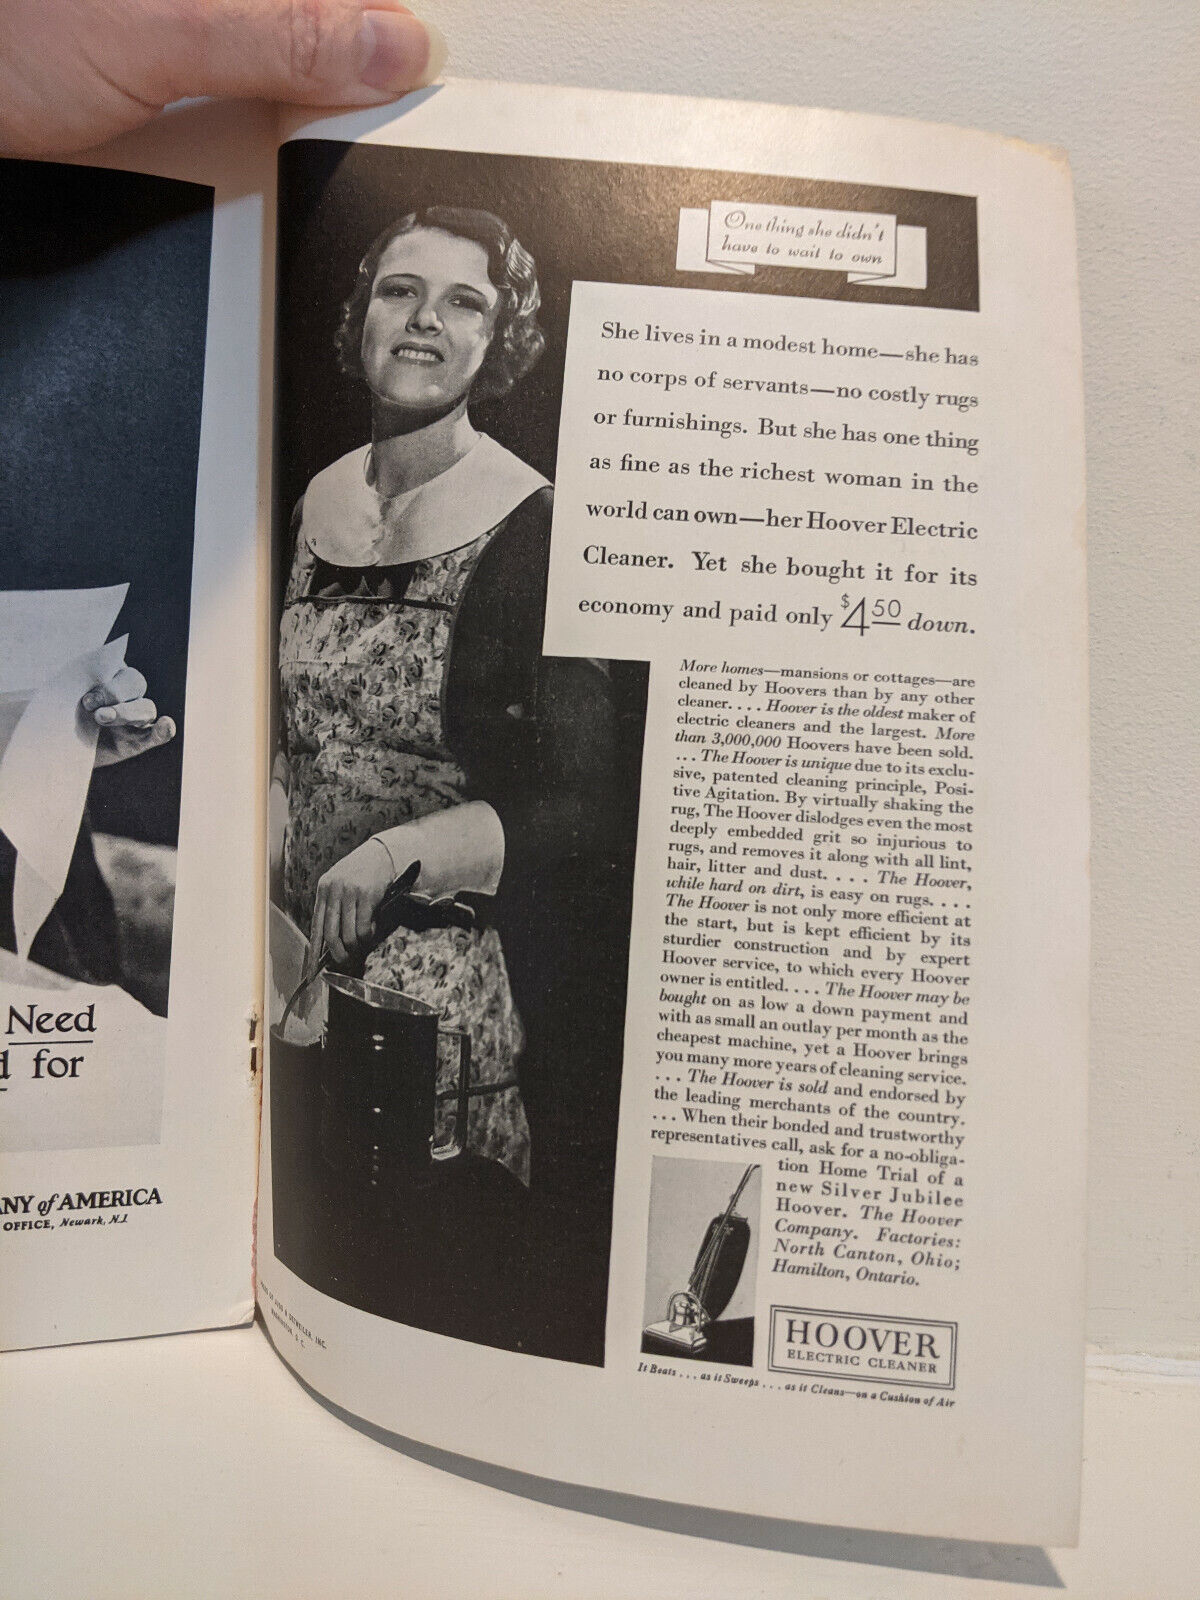 Need
d for
ANY of AMERICA
OFFICE, Newark, N.J.
One thing she didn't
have to wait to own
She lives in a modest home—she has
no corps of servants—no costly rugs
or furnishings. But she has one thing
as fine as the richest woman in the
world can own—her Hoover Electric
Cleaner. Yet she bought it for its
economy and paid only $4 50 down.
More homes—mansions or cottages—are
cleaned by Hoovers than by any other
cleaner. . . . Hoover is the oldest maker of
electric cleaners and the largest. More
than 3,000,000 Hoovers have been sold.
. . . The Hoover is unique due to its exclu-
sive, patented cleaning principle, Posi-
tive Agitation. By virtually shaking the
rug, The Hoover dislodges even the most
deeply embedded grit so injurious to
rugs, and removes it along with all lint,
hair, litter and dust. . . . The Hoover,
while hard on dirt, is easy on rugs. . . .
The Hoover is not only more efficient at
the start, but is kept efficient by its
sturdier construction and by expert
Hoover service, to which every Hoover
owner is entitled. . . . The Hoover may be
bought on as low a down payment and
with as small an outlay per month as the
cheapest machine, yet a Hoover brings
you many more years of cleaning service.
. . . The Hoover is sold and endorsed by
the leading merchants of the country.
. . . When their bonded and trustworthy
representatives call, ask for a no-obliga-
tion Home Trial of a
new Silver Jubilee
Hoover. The Hoover
Company. Factories:
North Canton, Ohio;
Hamilton, Ontario.
HOOVER
ELECTRIC CLEANER
It Beats . . . as it Sweeps . . . as it Cleans—on a Cushion of Air
DETWEILER, INC.
WASHINGTON, D. C.